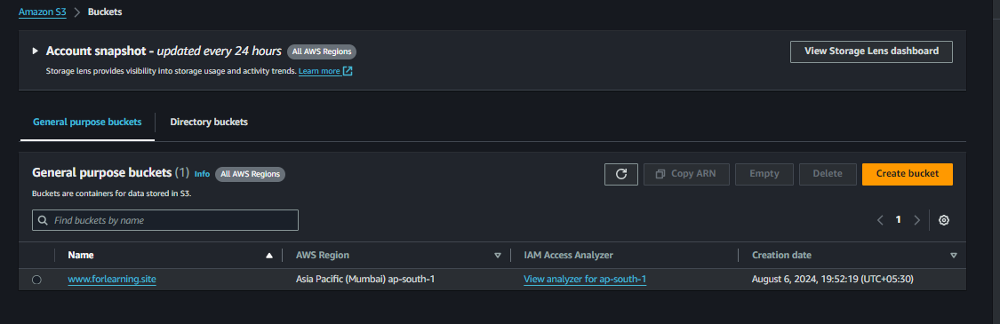 Amazon S3 > Buckets
Account snapshot - updated every 24 hours All AWS Regions
View Storage Lens dashboard
Storage lens provides visibility into storage usage and activity trends. Learn more
General purpose buckets Directory buckets
General purpose buckets (1) Info All AWS Regions
Copy ARN Empty Delete Create bucket
Buckets are containers for data stored in S3.
Find buckets by name
1
Name AWS Region IAM Access Analyzer Creation date
www.forlearning.site Asia Pacific (Mumbai) ap-south-1 View analyzer for ap-south-1 August 6, 2024, 19:52:19 (UTC+05:30)